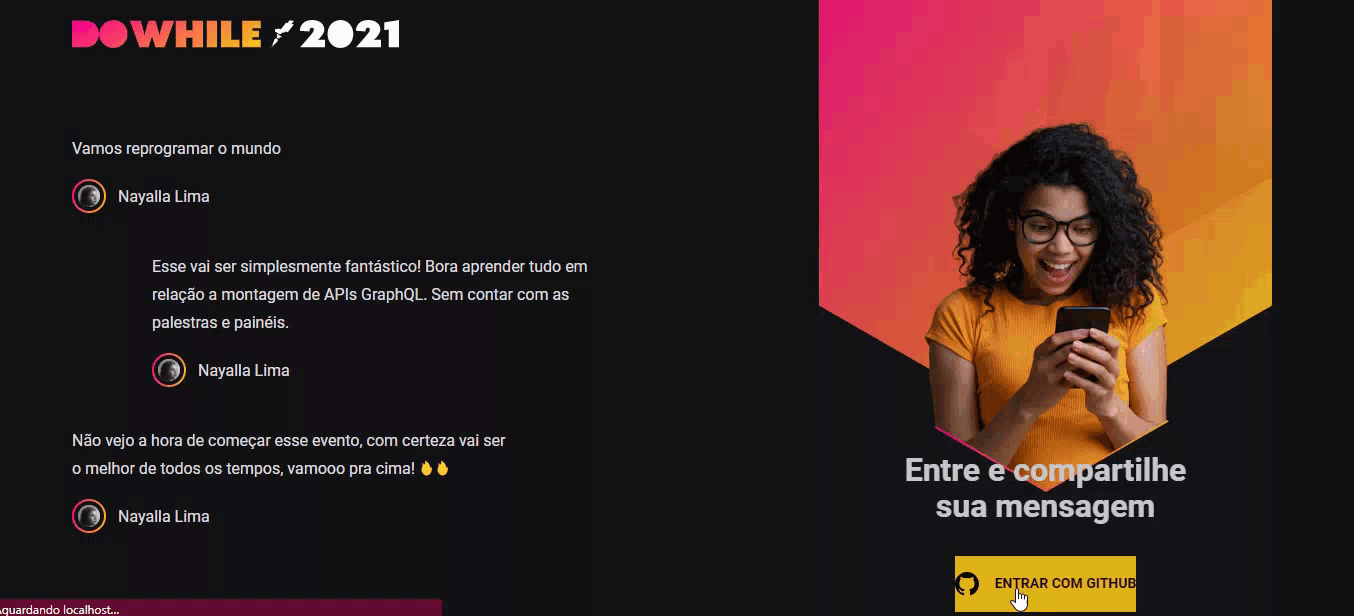 DOWHILE 2021
Vamos reprogramar o mundo
Nayalla Lima
Esse vai ser simplesmente fantástico! Bora aprender tudo em
relação a montagem de APIs GraphQL. Sem contar com as
palestras e painéis.
Nayalla Lima
Não vejo a hora de começar esse evento, com certeza vai ser
o melhor de todos os tempos, vamooo pra cima! 🔥🔥
Nayalla Lima
Entre e compartilhe
sua mensagem
ENTRAR COM GITHUB
Aguardando localhost...